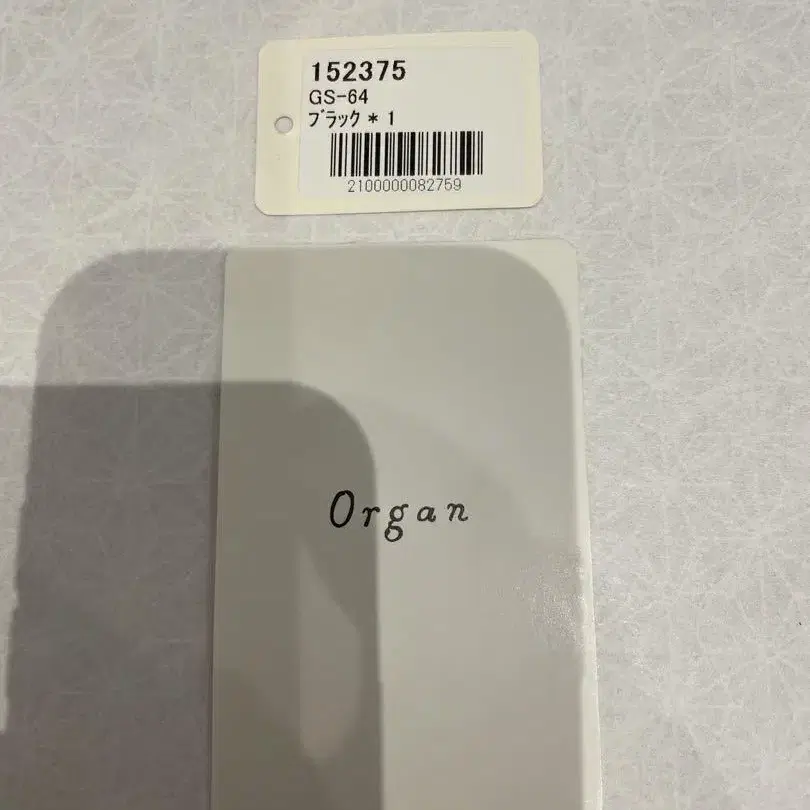 152375
GS-64
ﾌﾞﾗｯｸ * 1
2100000082759
Organ